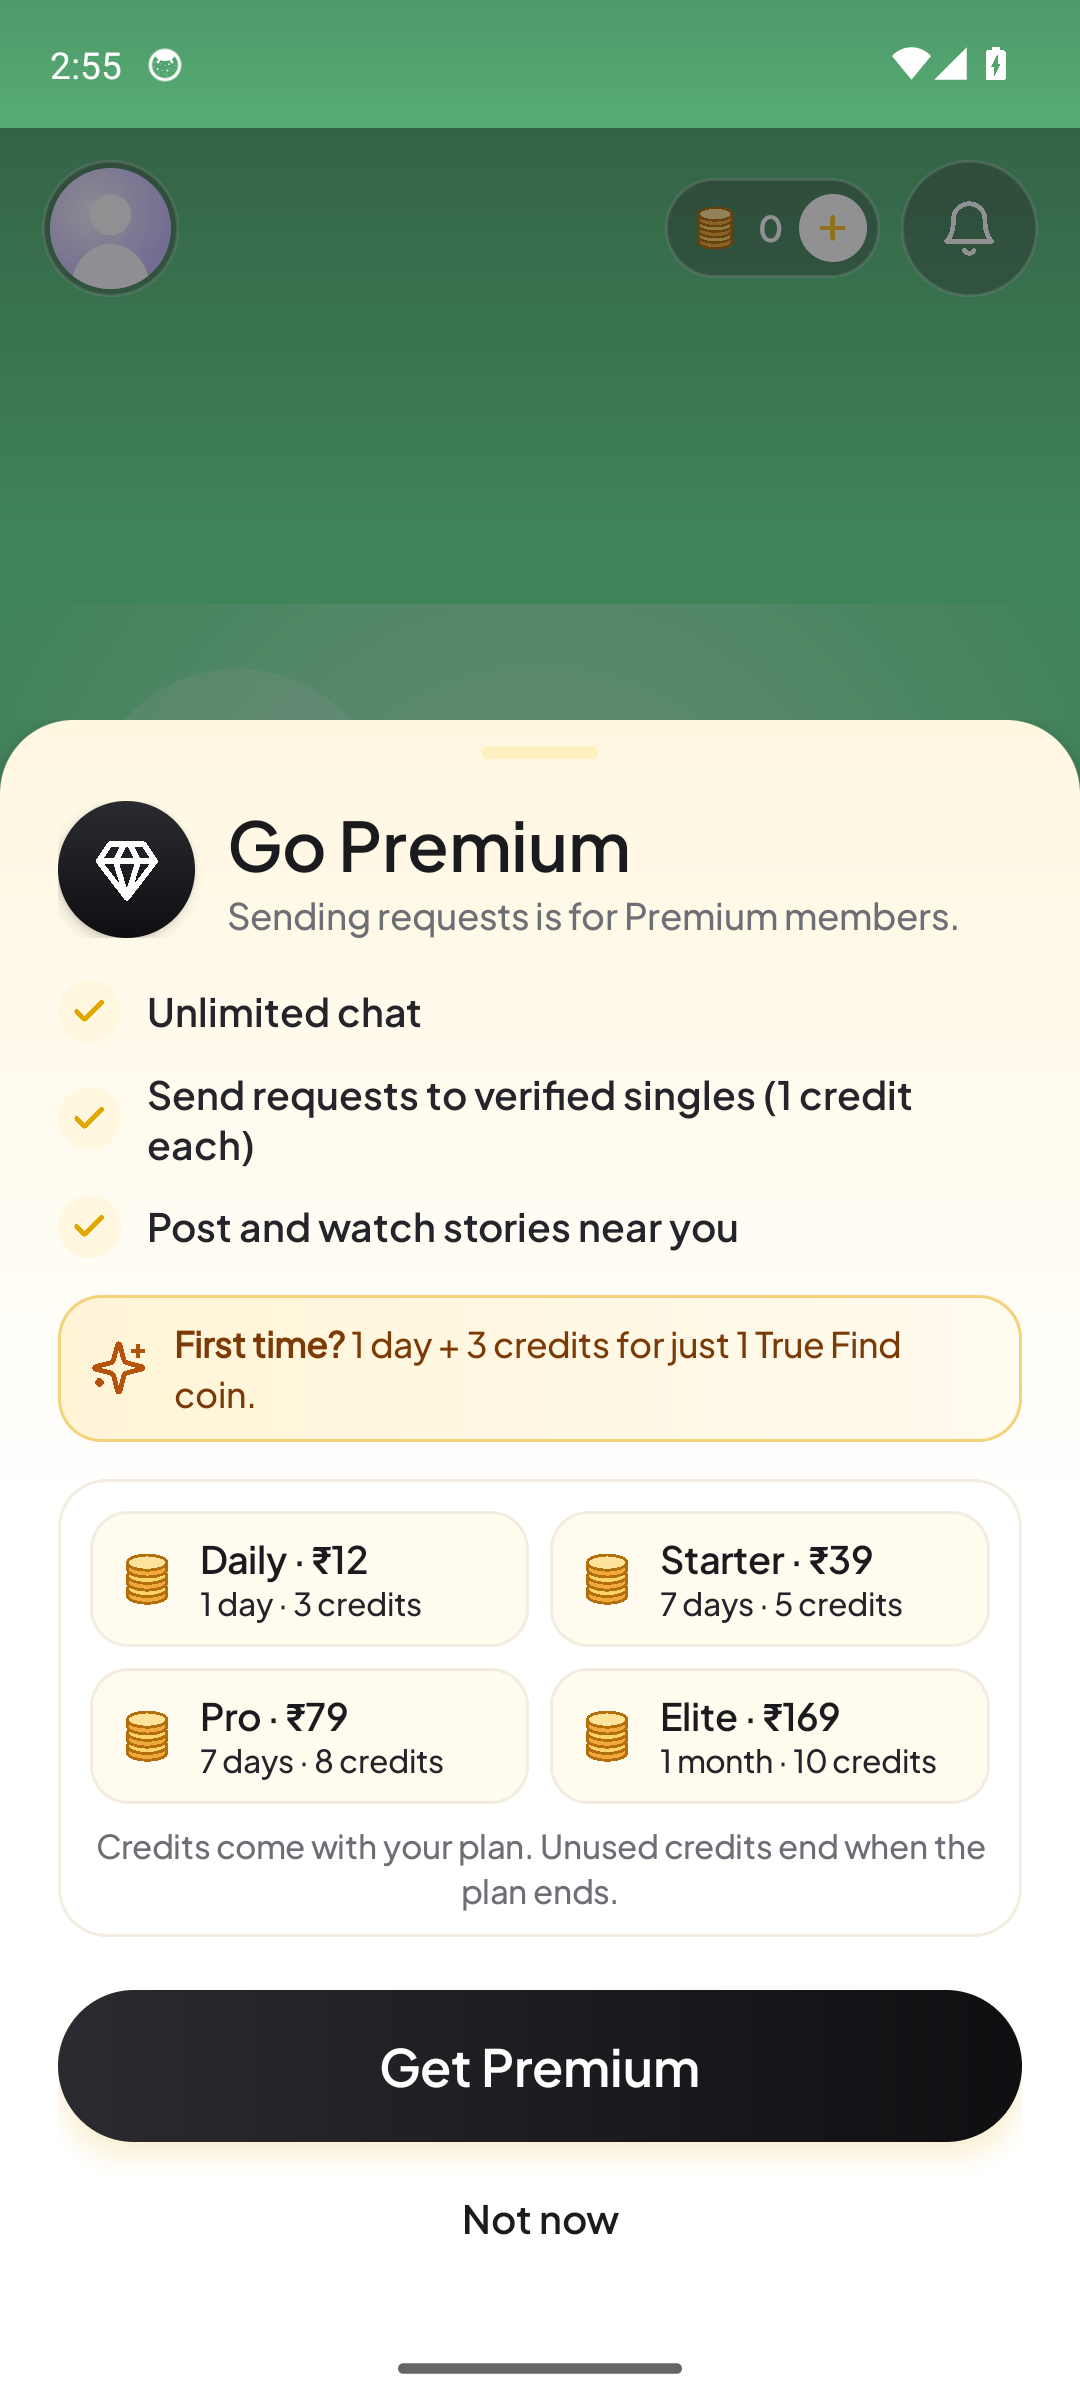 2:55
0
Go Premium
Sending requests is for Premium members.
Unlimited chat
Send requests to verified singles (1 credit
each)
Post and watch stories near you
First time? 1 day + 3 credits for just 1 True Find
coin.
Daily · ₹12
1 day · 3 credits
Starter · ₹39
7 days · 5 credits
Pro · ₹79
7 days · 8 credits
Elite · ₹169
1 month · 10 credits
Credits come with your plan. Unused credits end when the
plan ends.
Get Premium
Not now